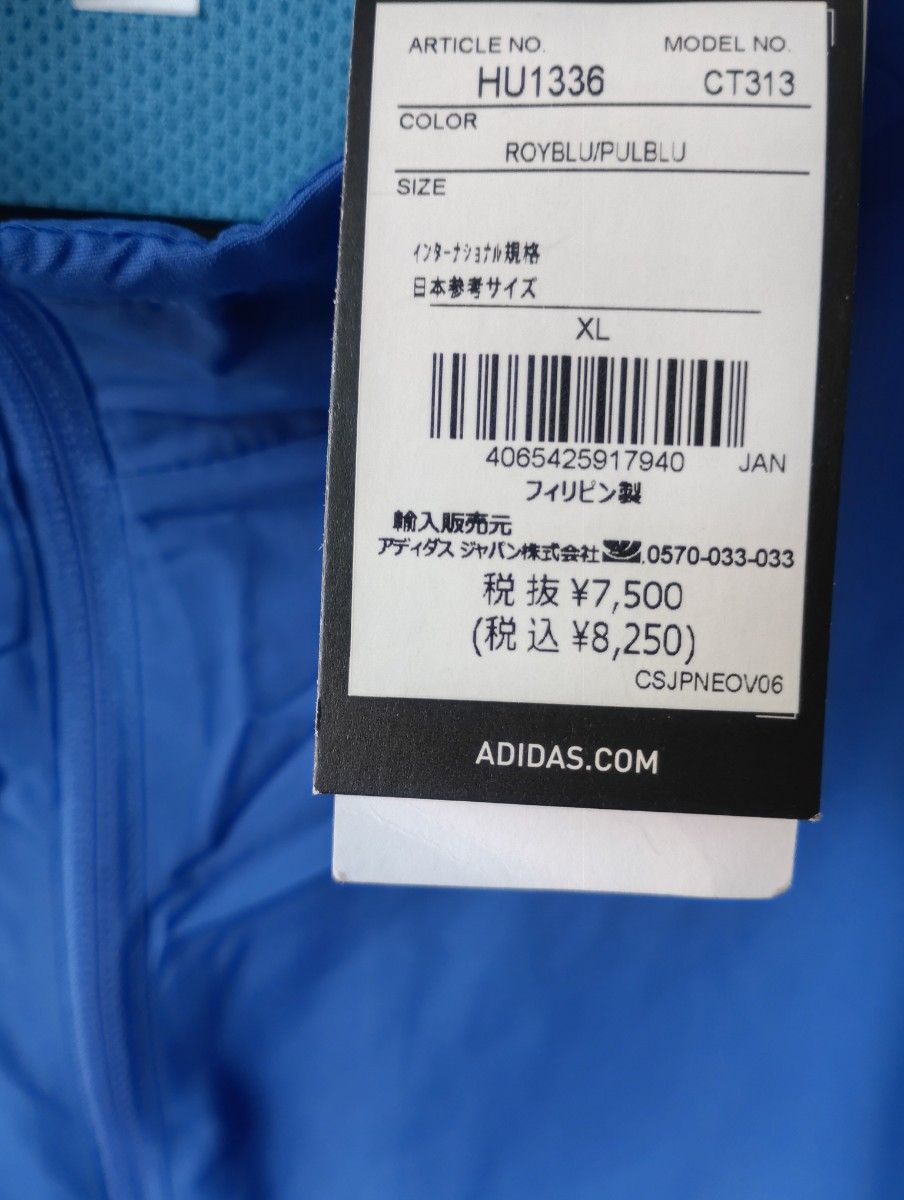 ARTICLE NO. MODEL NO.
HU1336 CT313
COLOR
ROYBLU/PULBLU
SIZE
インターナショナル規格
日本参考サイズ
XL
4065425917940 JAN
フィリピン製
輸入販売元
アディダス ジャパン株式会社 .0570-033-033
税抜 ¥7,500
(税込 ¥8,250)
CSJPNEOV06
ADIDAS.COM